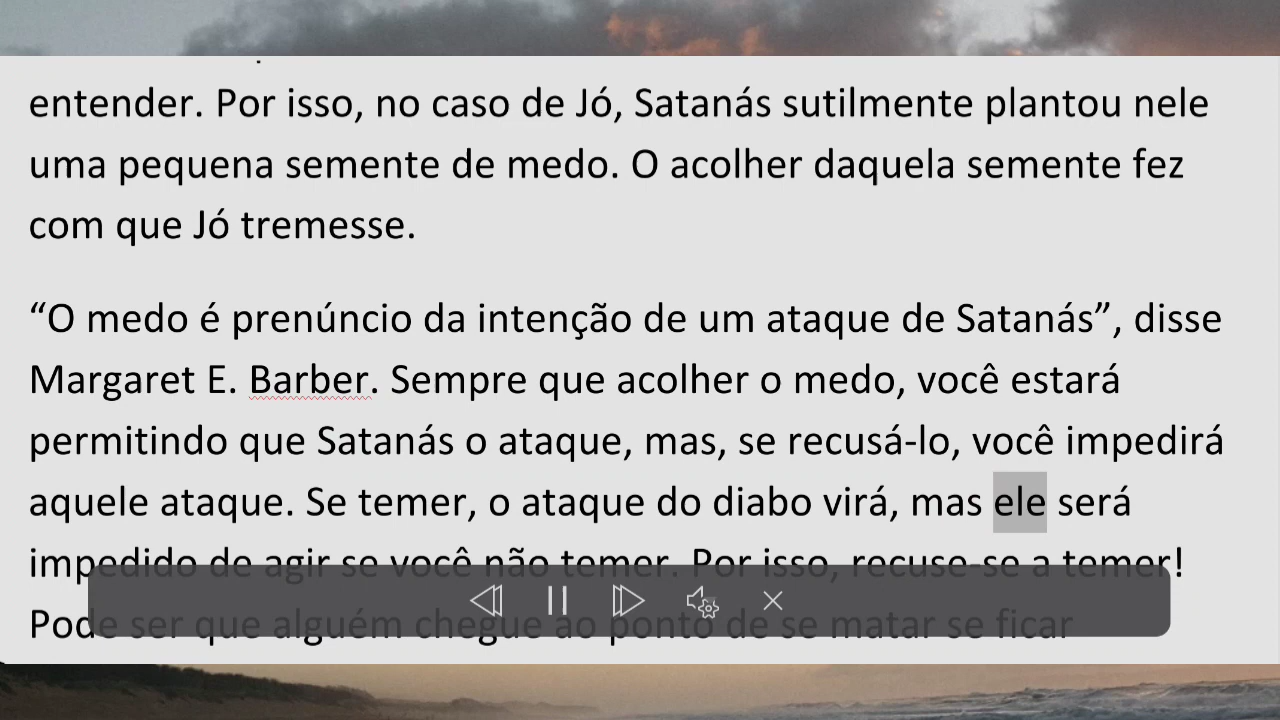 entender. Por isso, no caso de Jó, Satanás sutilmente plantou nele
uma pequena semente de medo. O acolher daquela semente fez
com que Jó tremesse.
“O medo é prenúncio da intenção de um ataque de Satanás”, disse
Margaret E. Barber. Sempre que acolher o medo, você estará
permitindo que Satanás o ataque, mas, se recusá-lo, você impedirá
aquele ataque. Se temer, o ataque do diabo virá, mas ele será
impedido de agir se você não temer. Por isso, recuse-se a temer!
Pode ser que alguém chegue ao ponto de se matar se ficar